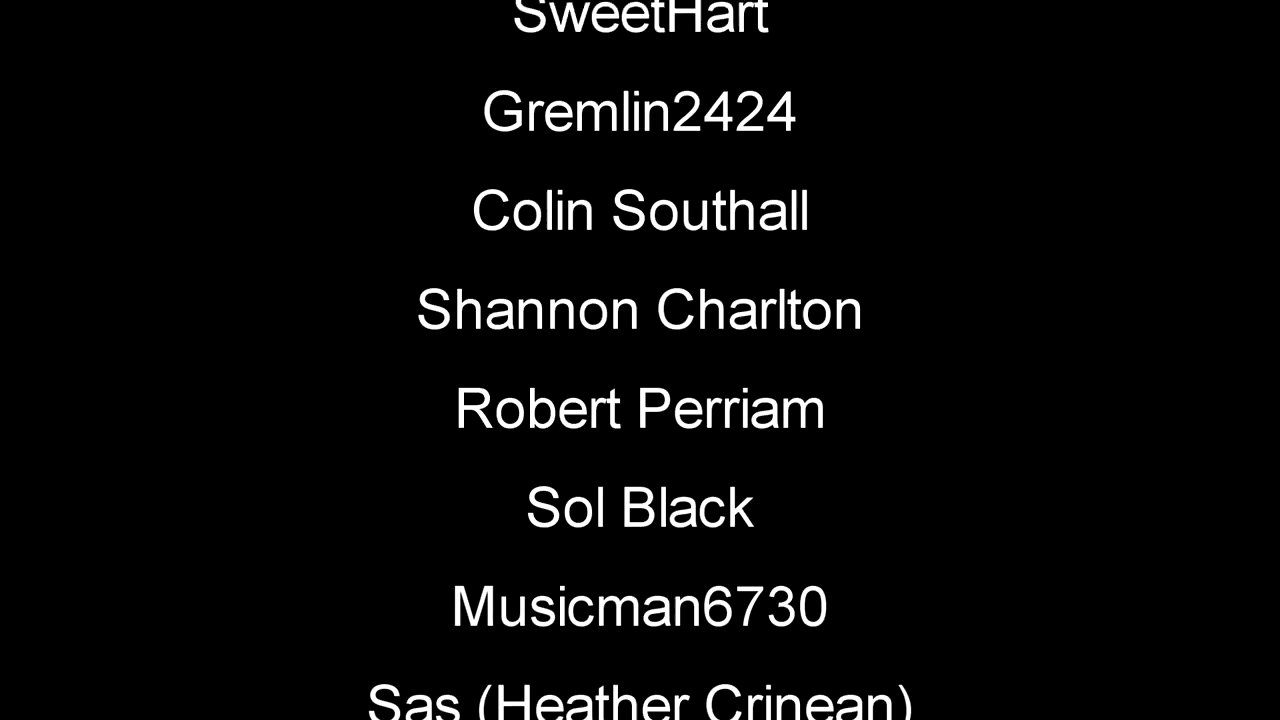 SweetHart
Gremlin2424
Colin Southall
Shannon Charlton
Robert Perriam
Sol Black
Musicman6730
Sas (Heather Crinean)